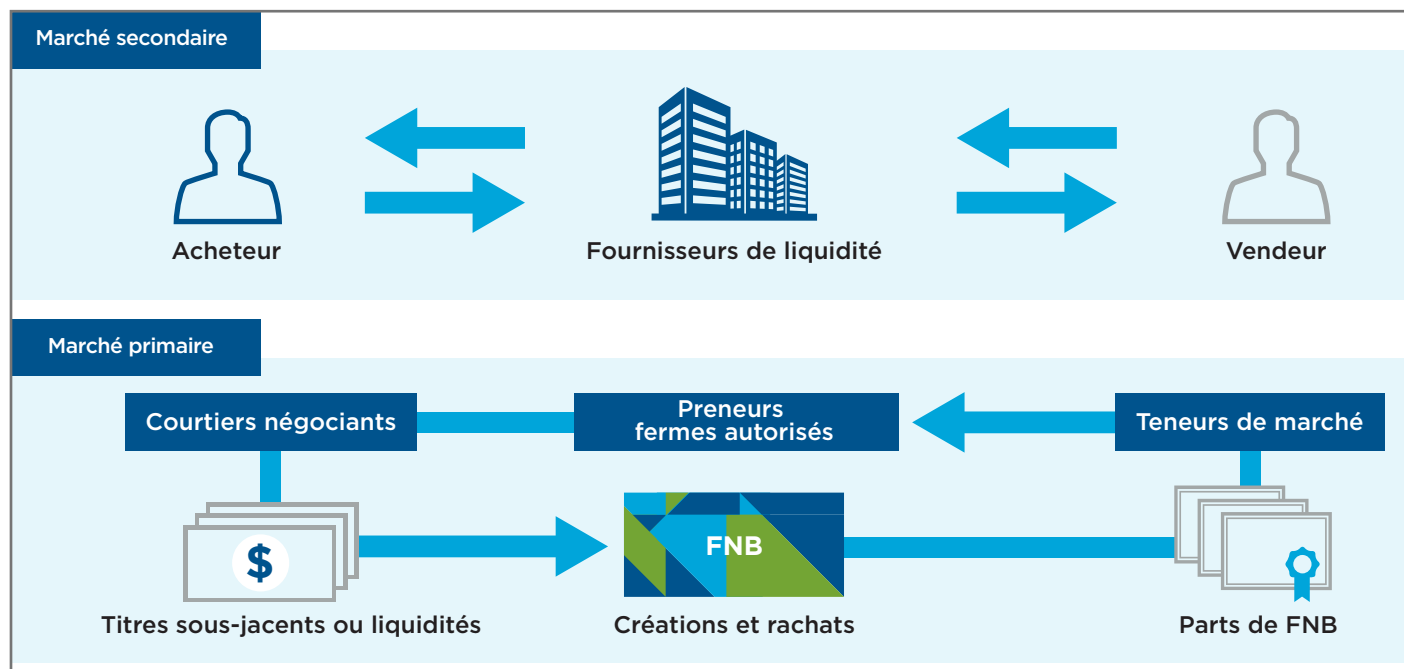 Marché secondaire
Acheteur
Fournisseurs de liquidité
Vendeur
Marché primaire
Courtiers négociants
Preneurs
fermes autorisés
Teneurs de marché
$
FNB
Titres sous-jacents ou liquidités
Créations et rachats
Parts de FNB